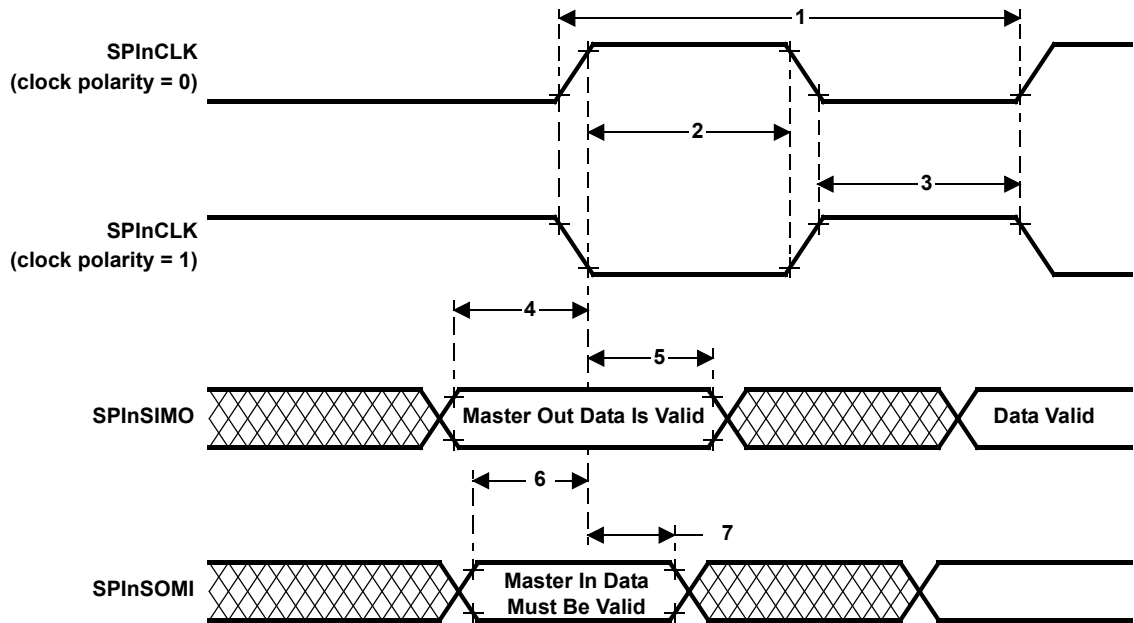 1
SPInCLK
(clock polarity = 0)
2
3
SPInCLK
(clock polarity = 1)
4
5
SPInSIMO
Master Out Data Is Valid
Data Valid
6
7
SPInSOMI
Master In Data
Must Be Valid